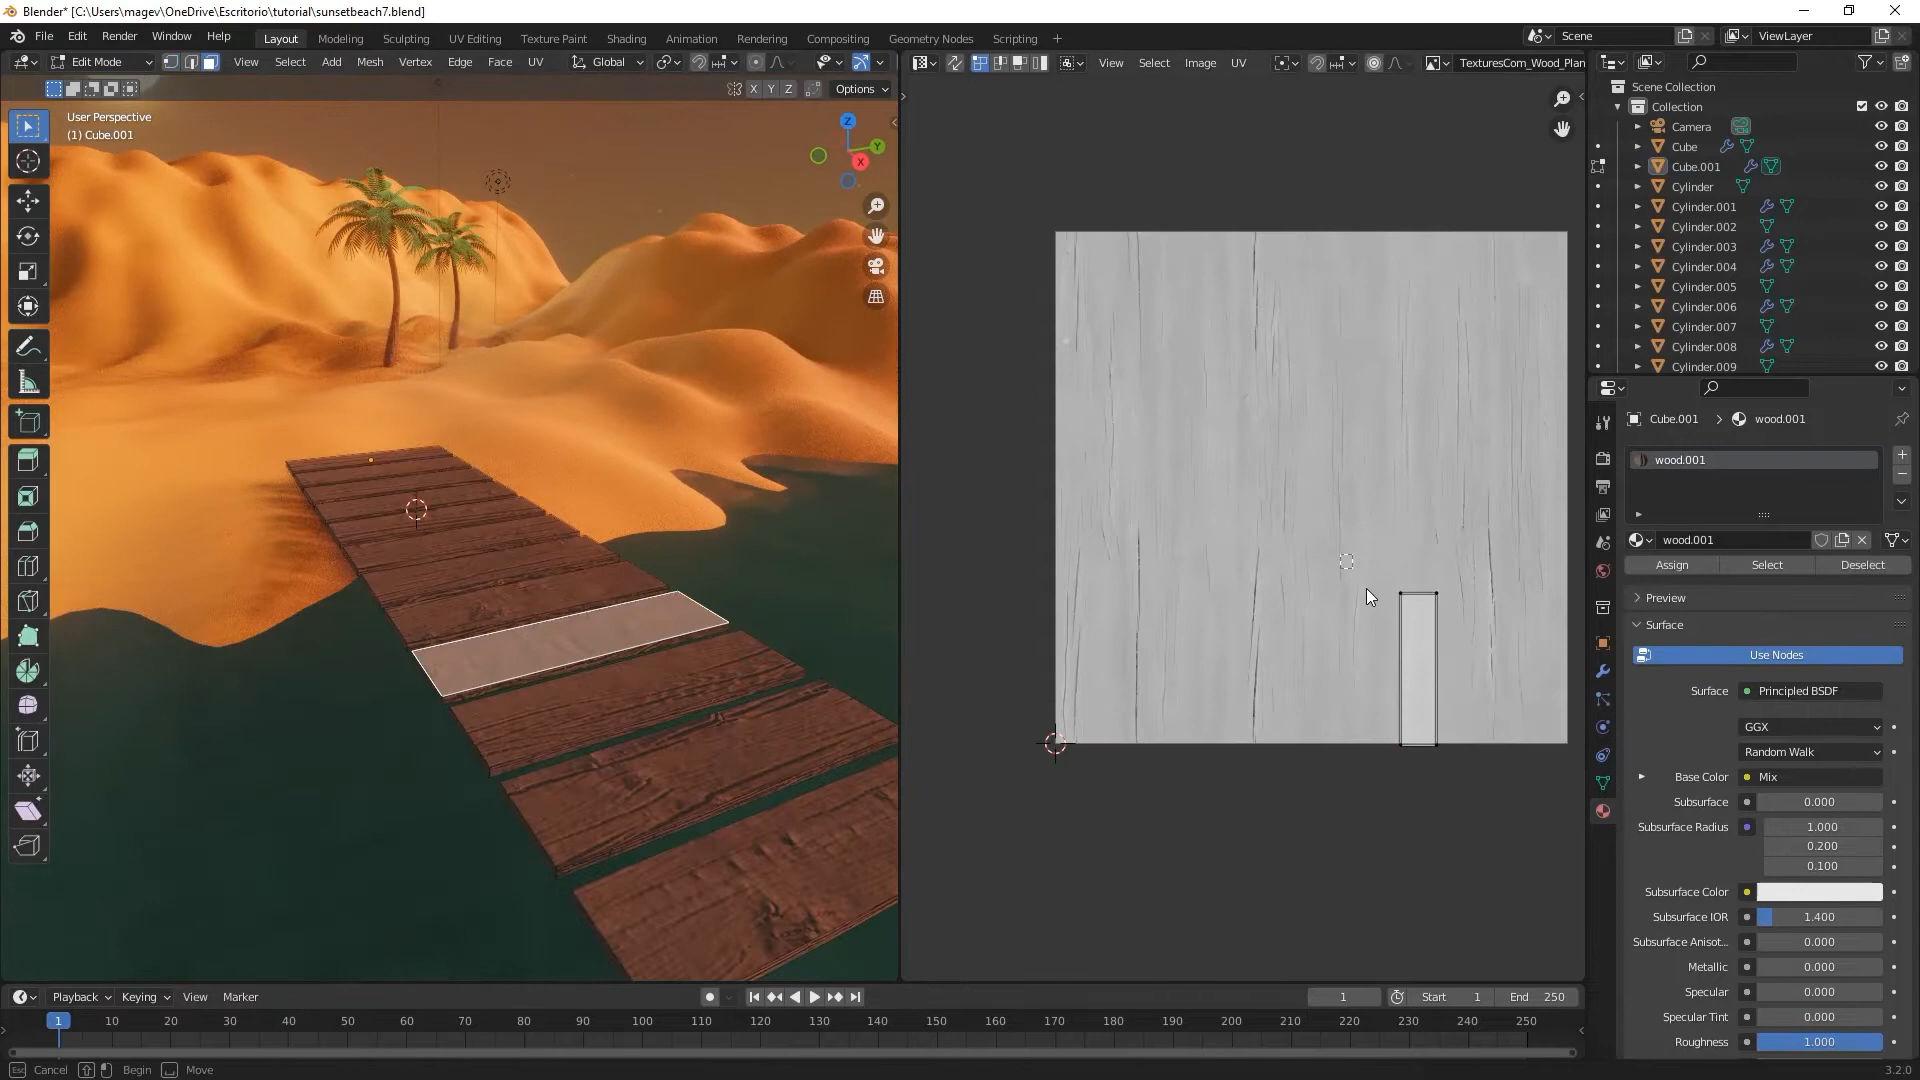 Blender* [C:\Users\magev\OneDrive\Escritorio\tutorial\sunsetbeach7.blend]
File Edit Render Window Help Layout Modeling Sculpting UV Editing Texture Paint Shading Animation Rendering Compositing Geometry Nodes Scripting + Scene ViewLayer
Edit Mode View Select Add Mesh Vertex Edge Face UV Global View Select Image UV TexturesCom_Wood_Plan
X Y Z Options
User Perspective
(1) Cube.001
Z
Y
X
Scene Collection
Collection
Camera
Cube
Cube.001
Cylinder
Cylinder.001
Cylinder.002
Cylinder.003
Cylinder.004
Cylinder.005
Cylinder.006
Cylinder.007
Cylinder.008
Cylinder.009
Cube.001 > wood.001
wood.001
wood.001
Assign Select Deselect
Preview
Surface
Use Nodes
Surface Principled BSDF
GGX
Random Walk
Base Color Mix
Subsurface 0.000
Subsurface Radius 1.000
0.200
0.100
Subsurface Color
Subsurface IOR 1.400
Subsurface Anisot... 0.000
Metallic 0.000
Specular 0.000
Specular Tint 0.000
Roughness 1.000
Playback Keying View Marker 1 Start 1 End 250
1 10 20 30 40 50 60 70 80 90 100 110 120 130 140 150 160 170 180 190 200 210 220 230 240 250
Esc Cancel Begin Move 3.2.0